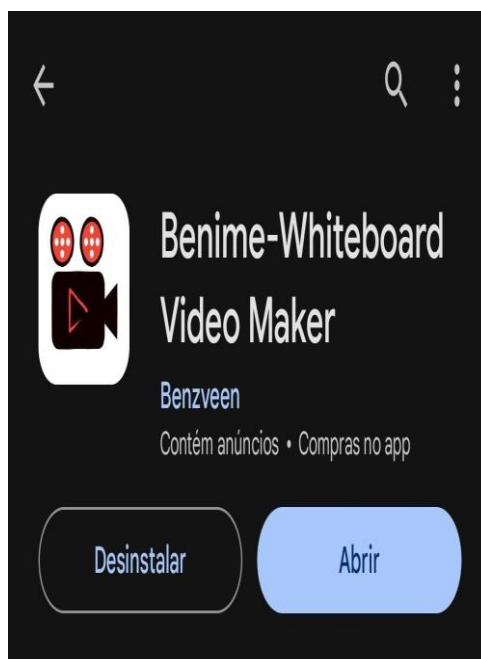 Benime-Whiteboard
Video Maker
Benzveen
Contém anúncios • Compras no app
Desinstalar
Abrir